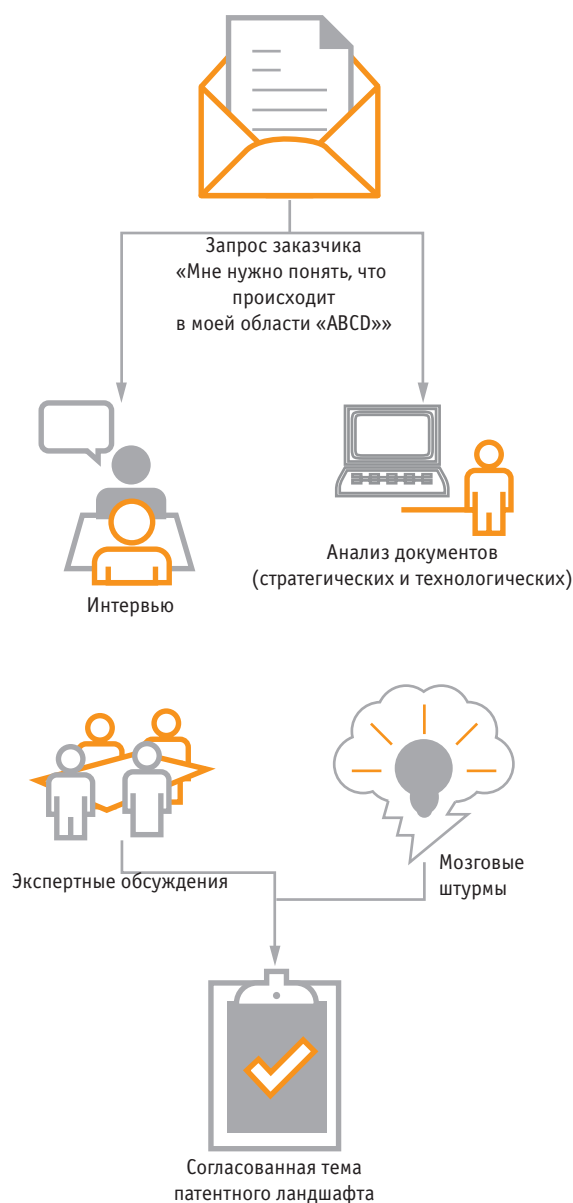 Запрос заказчика
«Мне нужно понять, что
происходит
в моей области «ABCD»»
Интервью
Анализ документов
(стратегических и технологических)
Экспертные обсуждения
Мозговые
штурмы
Согласованная тема
патентного ландшафта